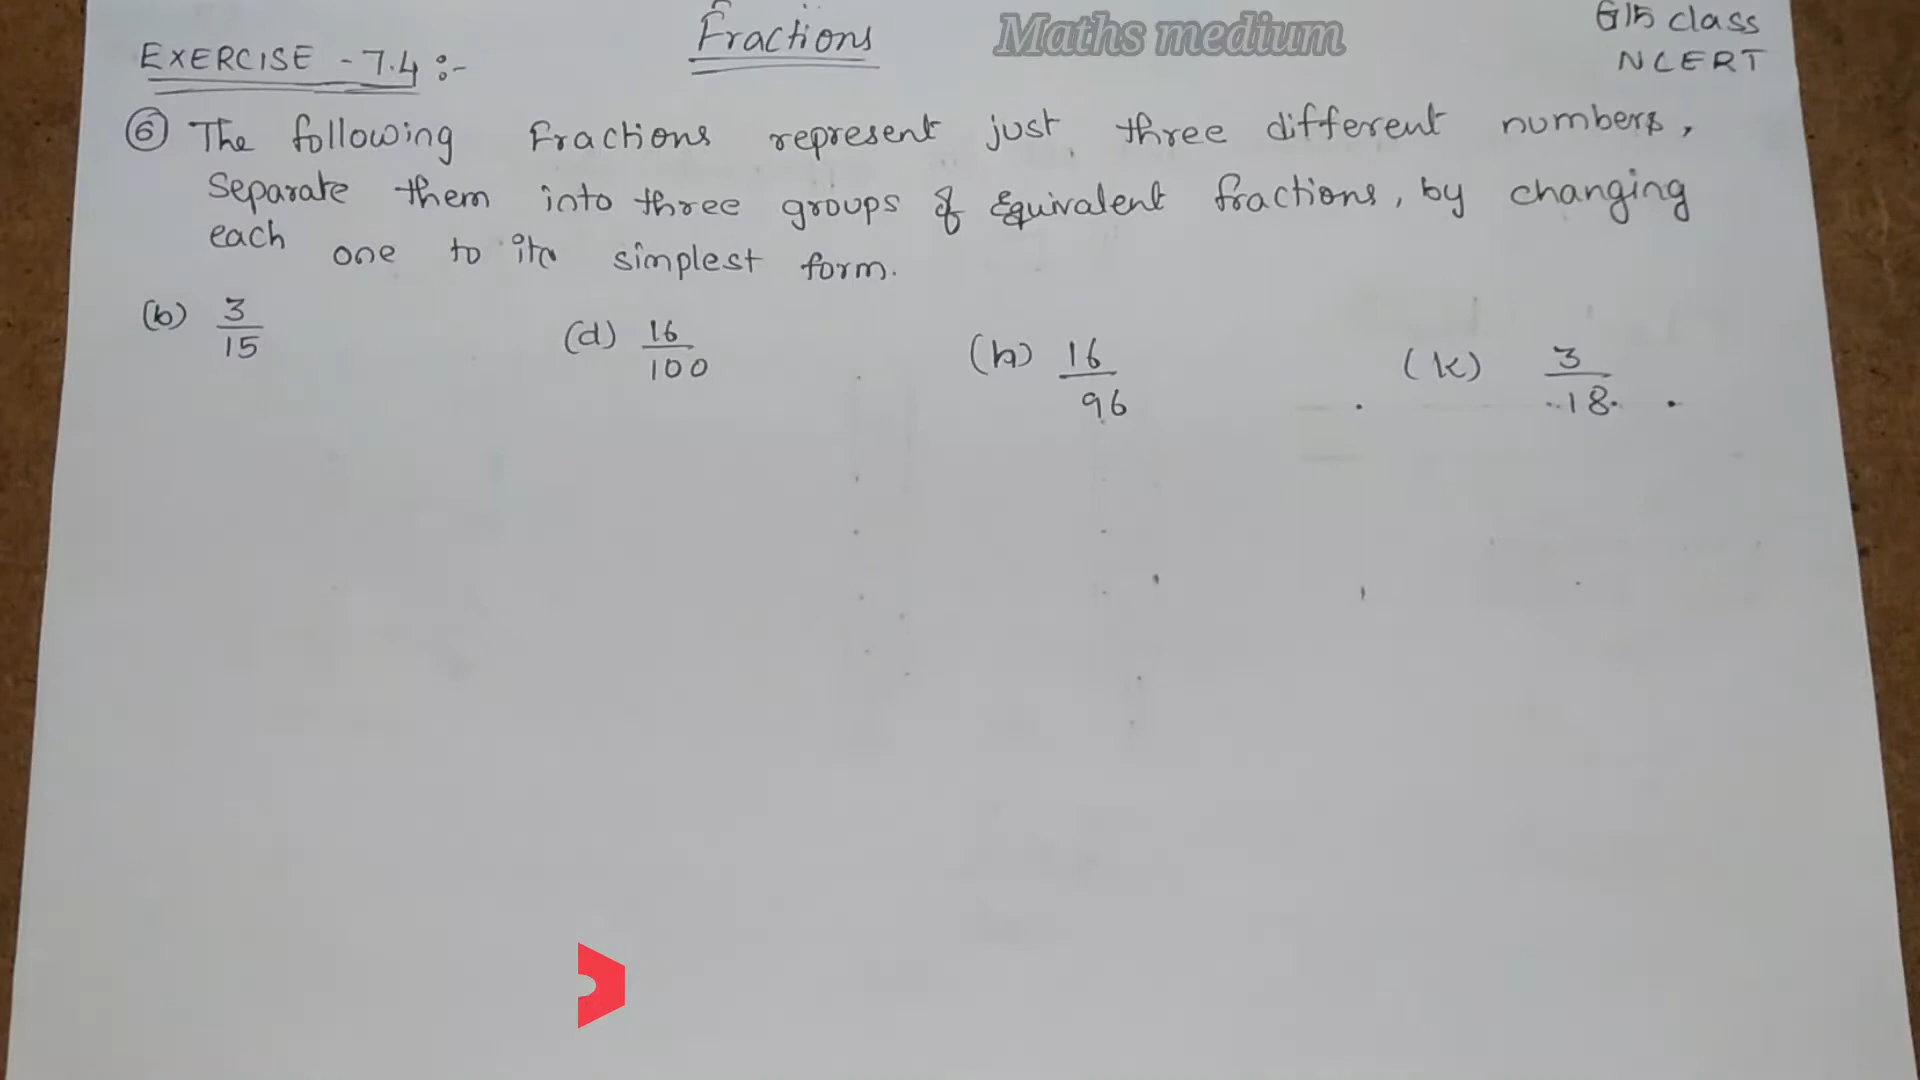 Fractions
Maths medium
6th class
EXERCISE - 7.4 :-
NCERT
⑥ The following Fractions represent just three different numbers,
Separate them into three groups of Equivalent fractions, by changing
each one to its simplest form.
(b) 3/15 (d) 16/100 (h) 16/96 (k) 3/18.